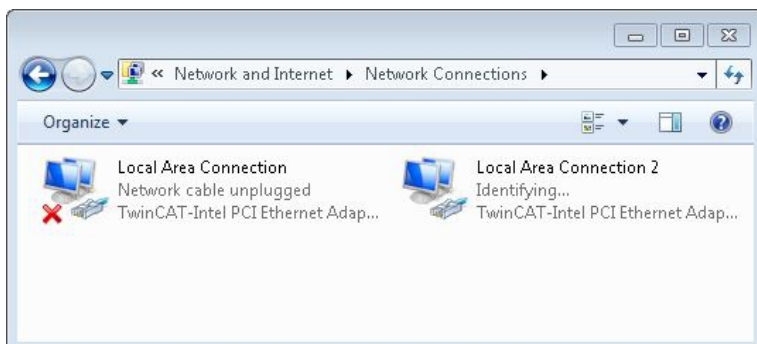 « Network and Internet ▸ Network Connections ▸
Organize ▾
Local Area Connection
Network cable unplugged
TwinCAT-Intel PCI Ethernet Adap...
Local Area Connection 2
Identifying...
TwinCAT-Intel PCI Ethernet Adap...